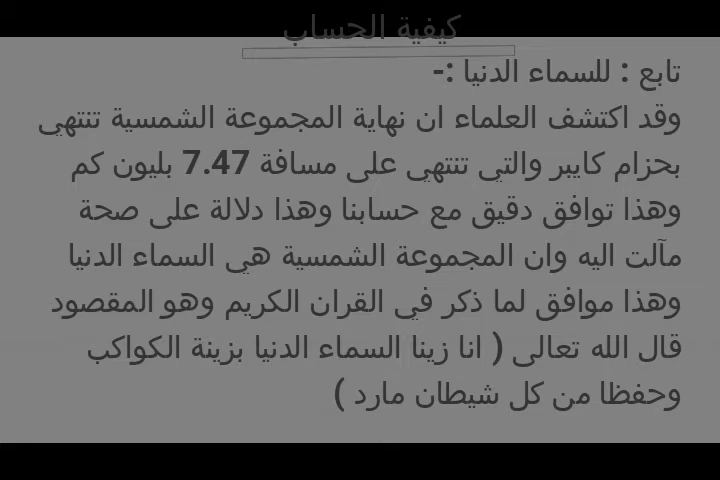 كيفية الحساب
تابع : للسماء الدنيا :-
وقد اكتشف العلماء ان نهاية المجموعة الشمسية تنتهي
بحزام كايبر والتي تنتهي على مسافة 7.47 بليون كم
وهذا توافق دقيق مع حسابنا وهذا دلالة على صحة
مآلت اليه وان المجموعة الشمسية هي السماء الدنيا
وهذا موافق لما ذكر في القران الكريم وهو المقصود
قال الله تعالى ( انا زينا السماء الدنيا بزينة الكواكب
وحفظا من كل شيطان مارد )